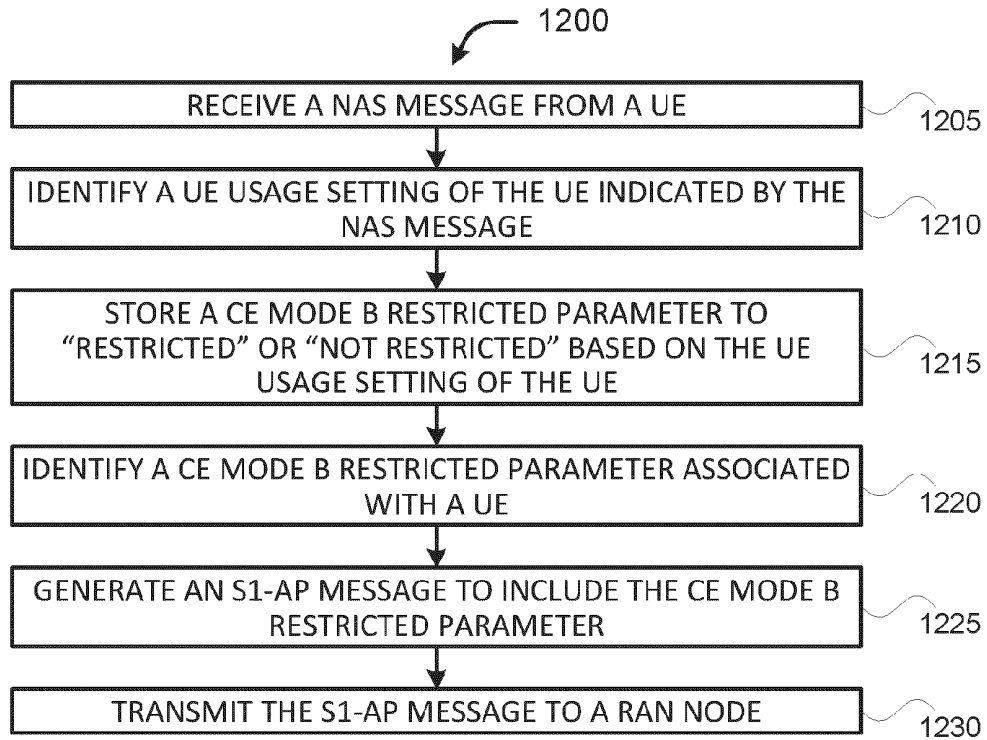 1200
RECEIVE A NAS MESSAGE FROM A UE
1205
IDENTIFY A UE USAGE SETTING OF THE UE INDICATED BY THE
NAS MESSAGE
1210
STORE A CE MODE B RESTRICTED PARAMETER TO
“RESTRICTED” OR “NOT RESTRICTED” BASED ON THE UE
USAGE SETTING OF THE UE
1215
IDENTIFY A CE MODE B RESTRICTED PARAMETER ASSOCIATED
WITH A UE
1220
GENERATE AN S1-AP MESSAGE TO INCLUDE THE CE MODE B
RESTRICTED PARAMETER
1225
TRANSMIT THE S1-AP MESSAGE TO A RAN NODE
1230